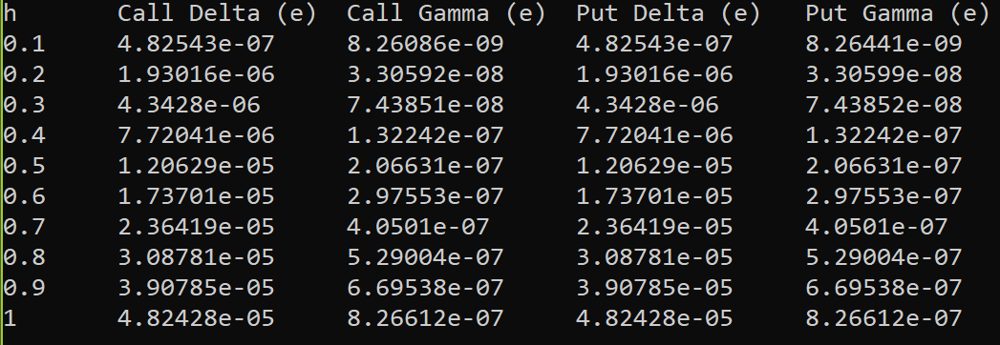 h Call Delta (e) Call Gamma (e) Put Delta (e) Put Gamma (e)
0.1 4.82543e-07 8.26086e-09 4.82543e-07 8.26441e-09
0.2 1.93016e-06 3.30592e-08 1.93016e-06 3.30599e-08
0.3 4.3428e-06 7.43851e-08 4.3428e-06 7.43852e-08
0.4 7.72041e-06 1.32242e-07 7.72041e-06 1.32242e-07
0.5 1.20629e-05 2.06631e-07 1.20629e-05 2.06631e-07
0.6 1.73701e-05 2.97553e-07 1.73701e-05 2.97553e-07
0.7 2.36419e-05 4.0501e-07 2.36419e-05 4.0501e-07
0.8 3.08781e-05 5.29004e-07 3.08781e-05 5.29004e-07
0.9 3.90785e-05 6.69538e-07 3.90785e-05 6.69538e-07
1 4.82428e-05 8.26612e-07 4.82428e-05 8.26612e-07